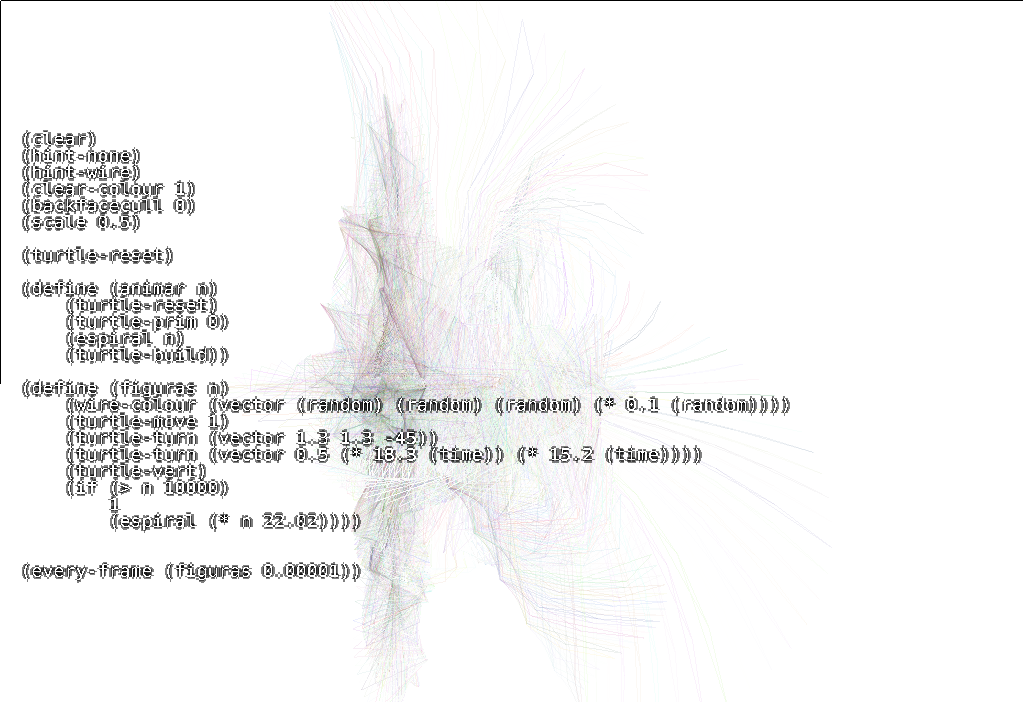 (clear)
(hint-none)
(hint-wire)
(clear-colour 1)
(backfacecull 0)
(scale 0.5)
(turtle-reset)
(define (animar n)
(turtle-reset)
(turtle-prim 0)
(espiral n)
(turtle-build))
(define (figuras n)
(wire-colour (vector (random) (random) (random) (* 0.1 (random))))
(turtle-move 1)
(turtle-turn (vector 1.3 1.3 -45))
(turtle-turn (vector 0.5 (* 18.3 (time)) (* 15.2 (time))))
(turtle-vert)
(if (> n 10000)
1
(espiral (* n 22.02))))
(every-frame (figuras 0.00001))